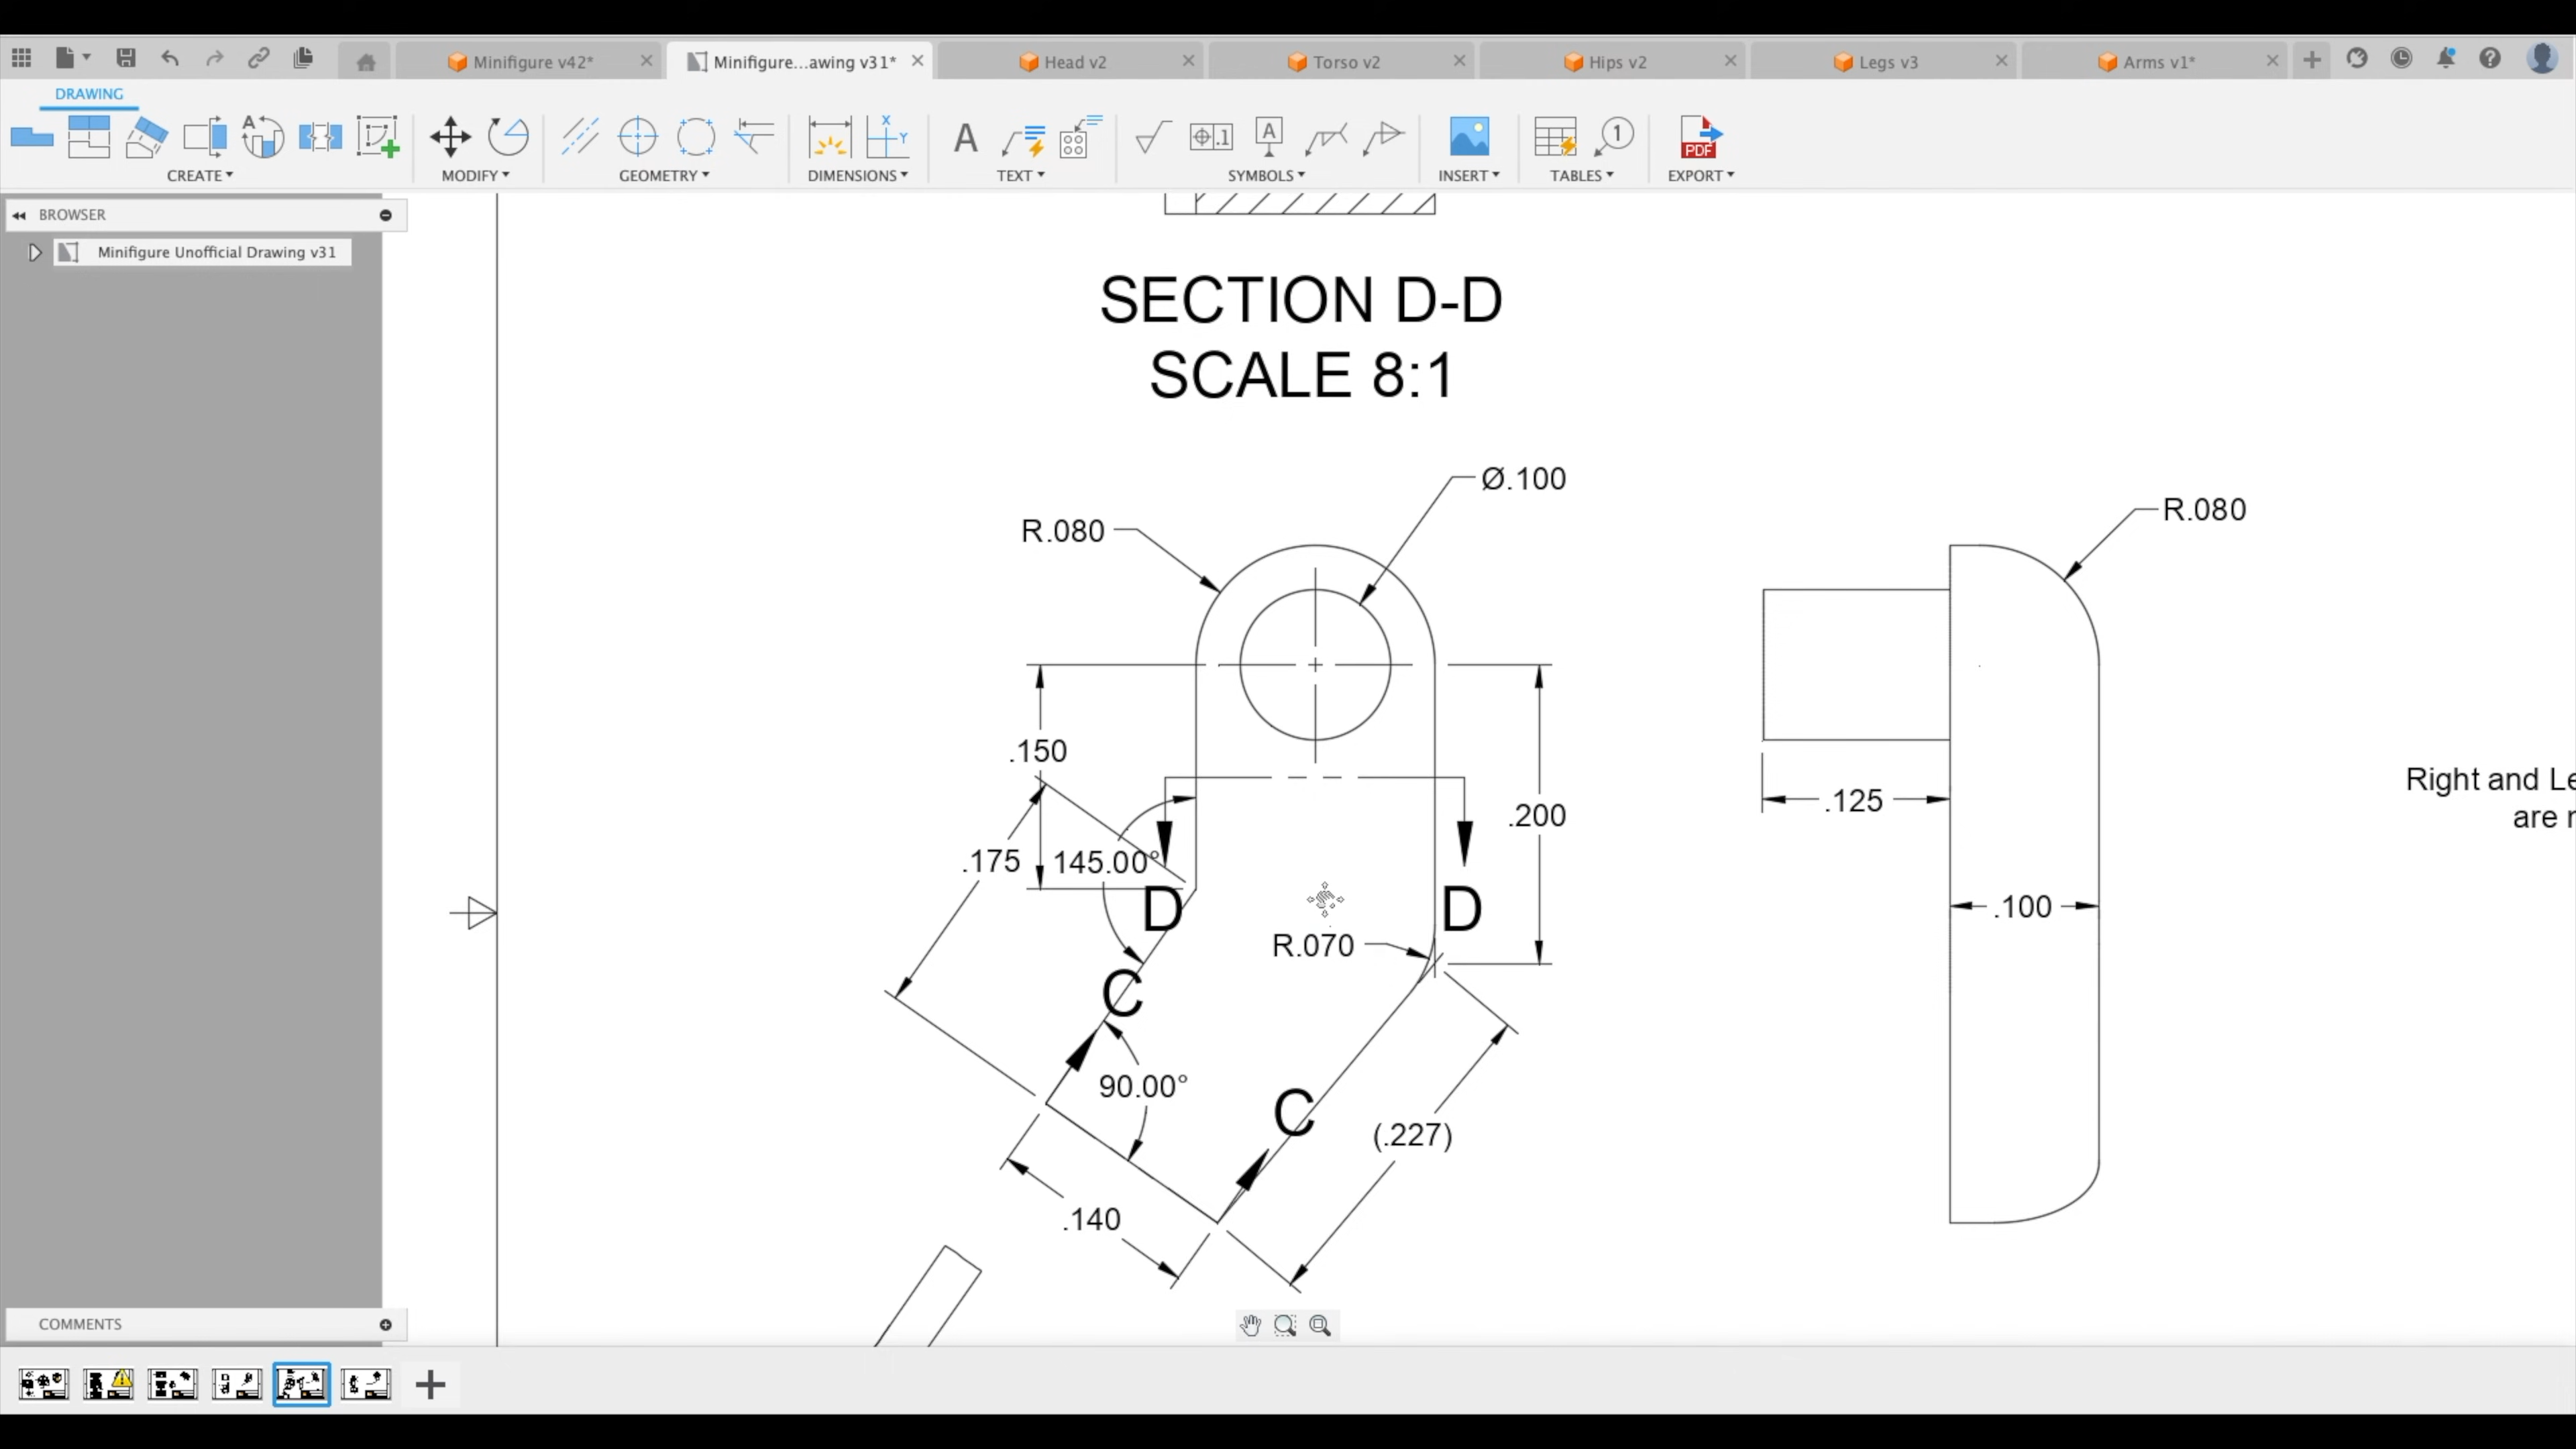 Minifigure v42*
Minifigure...awing v31*
Head v2
Torso v2
Hips v2
Legs v3
Arms v1*
DRAWING
CREATE
MODIFY
GEOMETRY
DIMENSIONS
TEXT
SYMBOLS
INSERT
TABLES
EXPORT
BROWSER
Minifigure Unofficial Drawing v31
SECTION D-D
SCALE 8:1
Ø.100
R.080
R.080
.150
.125
.200
.175
145.00°
D
D
.100
R.070
C
90.00°
C
(.227)
.140
Right and Le
are r
COMMENTS